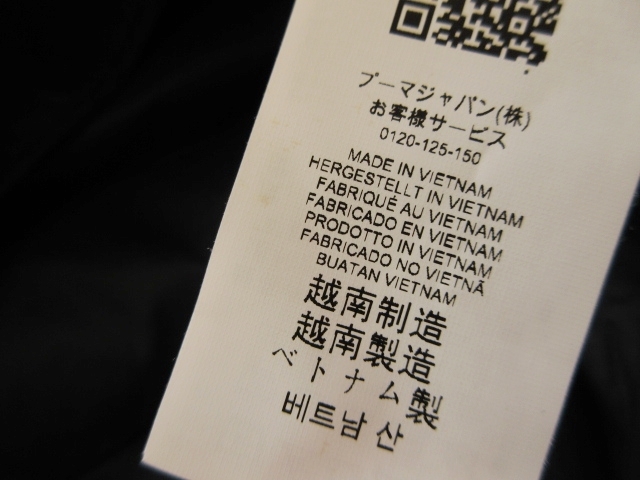 プーマジャパン(株)
お客様サービス
0120-125-150
MADE IN VIETNAM
HERGESTELLT IN VIETNAM
FABRIQUÉ AU VIETNAM
FABRICADO EN VIETNAM
PRODOTTO IN VIETNAM
FABRICADO NO VIETNÃ
BUATAN VIETNAM
越南制造
越南製造
ベトナム製
베트남 산